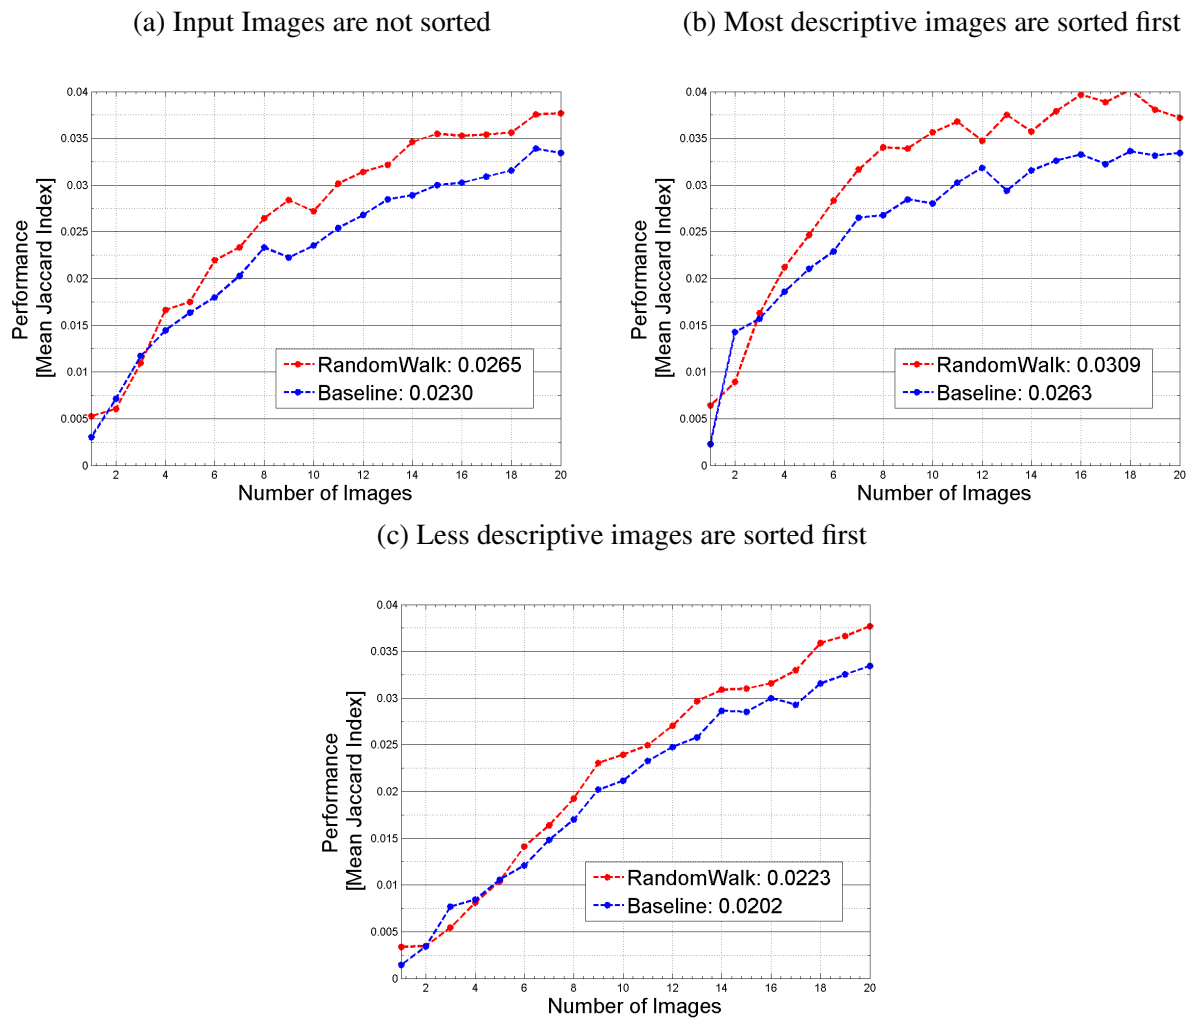 (a) Input Images are not sorted
0.04
0.035
0.03
0.025
0.02
0.015
0.01
0.005
0
2 4 6 8 10 12 14 16 18 20
Performance
[Mean Jaccard Index]
Number of Images
RandomWalk: 0.0265
Baseline: 0.0230
(b) Most descriptive images are sorted first
0.04
0.035
0.03
0.025
0.02
0.015
0.01
0.005
0
2 4 6 8 10 12 14 16 18 20
Performance
[Mean Jaccard Index]
Number of Images
RandomWalk: 0.0309
Baseline: 0.0263
(c) Less descriptive images are sorted first
0.04
0.035
0.03
0.025
0.02
0.015
0.01
0.005
0
2 4 6 8 10 12 14 16 18 20
Performance
[Mean Jaccard Index]
Number of Images
RandomWalk: 0.0223
Baseline: 0.0202